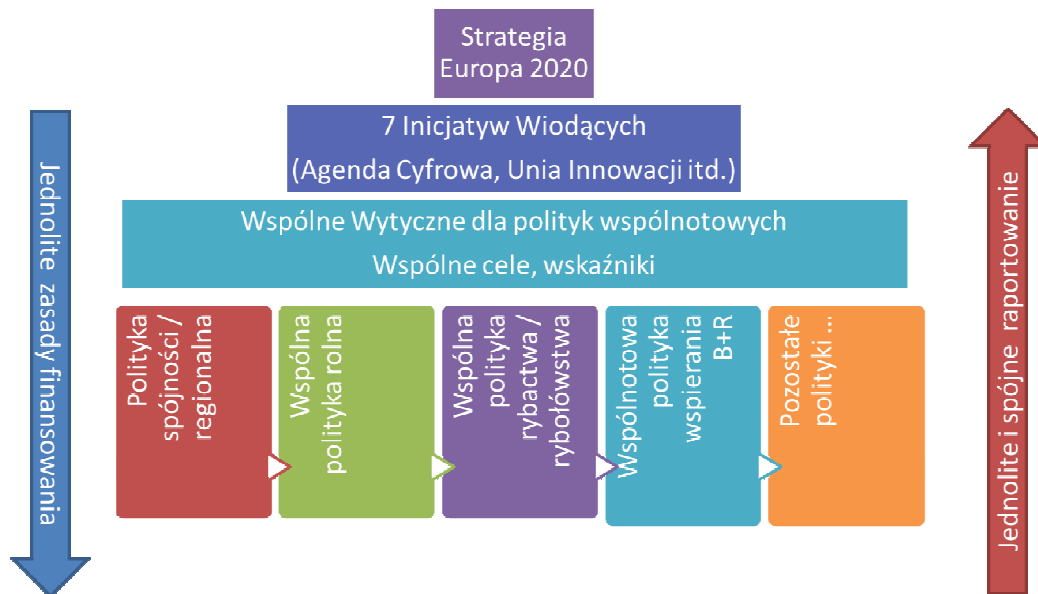 Strategia
Europa 2020
7 Inicjatyw Wiodących
(Agenda Cyfrowa, Unia Innowacji itd.)
Wspólne Wytyczne dla polityk wspólnotowych
Wspólne cele, wskaźniki
Jednolite zasady finansowania
Polityka
spójności /
regionalna
Wspólna
polityka rolna
Wspólna
polityka
rybactwa /
rybołówstwa
Wspólnotowa
polityka
wspierania
B+R
Pozostałe
polityki ...
Jednolite i spójne raportowanie